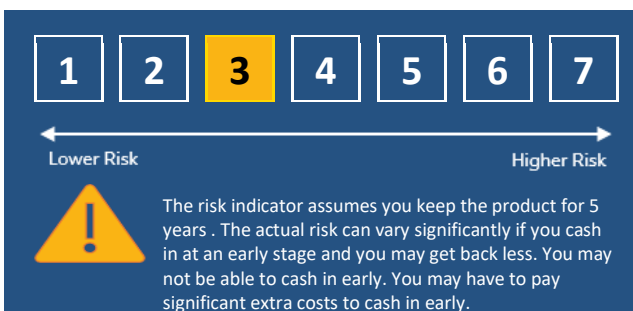 1 2 3 4 5 6 7
Lower Risk Higher Risk
The risk indicator assumes you keep the product for 5
years . The actual risk can vary significantly if you cash
in at an early stage and you may get back less. You may
not be able to cash in early. You may have to pay
significant extra costs to cash in early.